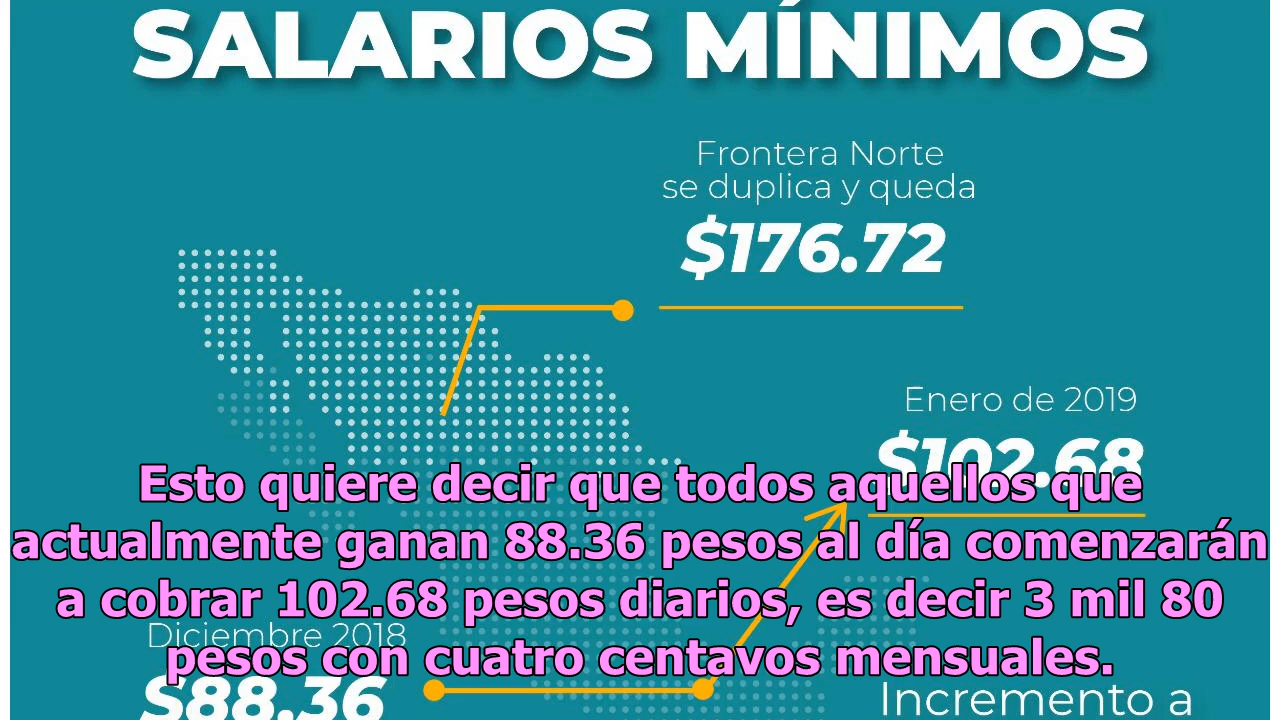 SALARIOS MÍNIMOS
Frontera Norte
se duplica y queda
$176.72
Enero de 2019
$102.68
Esto quiere decir que todos aquellos que
actualmente ganan 88.36 pesos al día comenzarán
a cobrar 102.68 pesos diarios, es decir 3 mil 80
pesos con cuatro centavos mensuales.
Diciembre 2018
$88.36
Incremento a